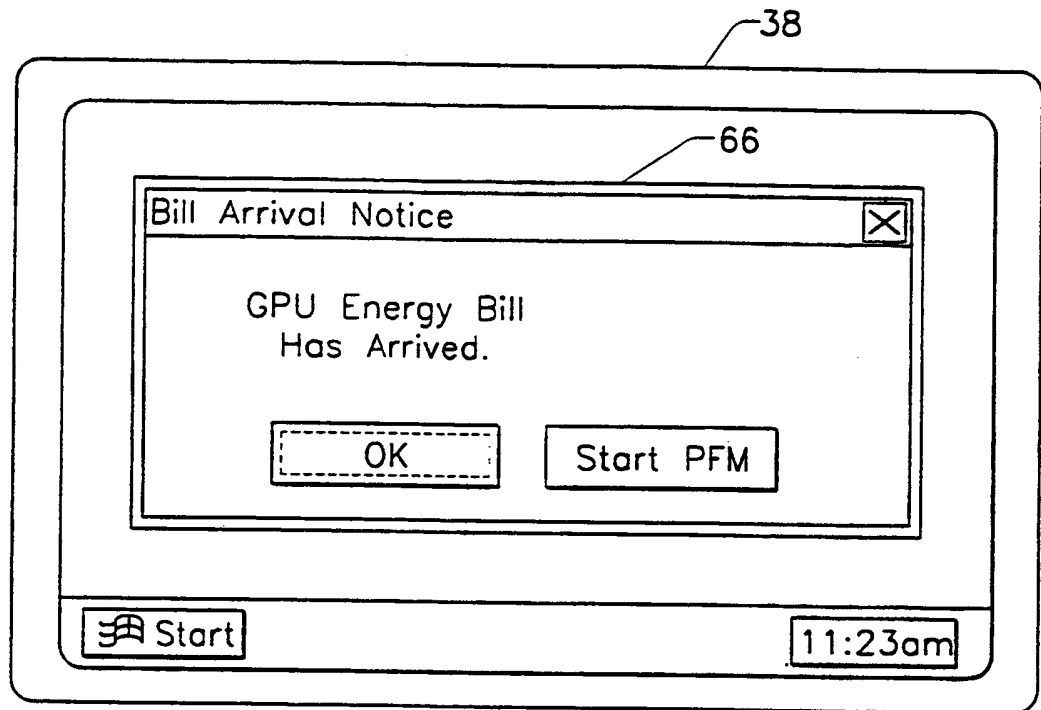 38
66
Bill Arrival Notice
GPU Energy Bill
Has Arrived.
OK
Start PFM
Start
11:23am